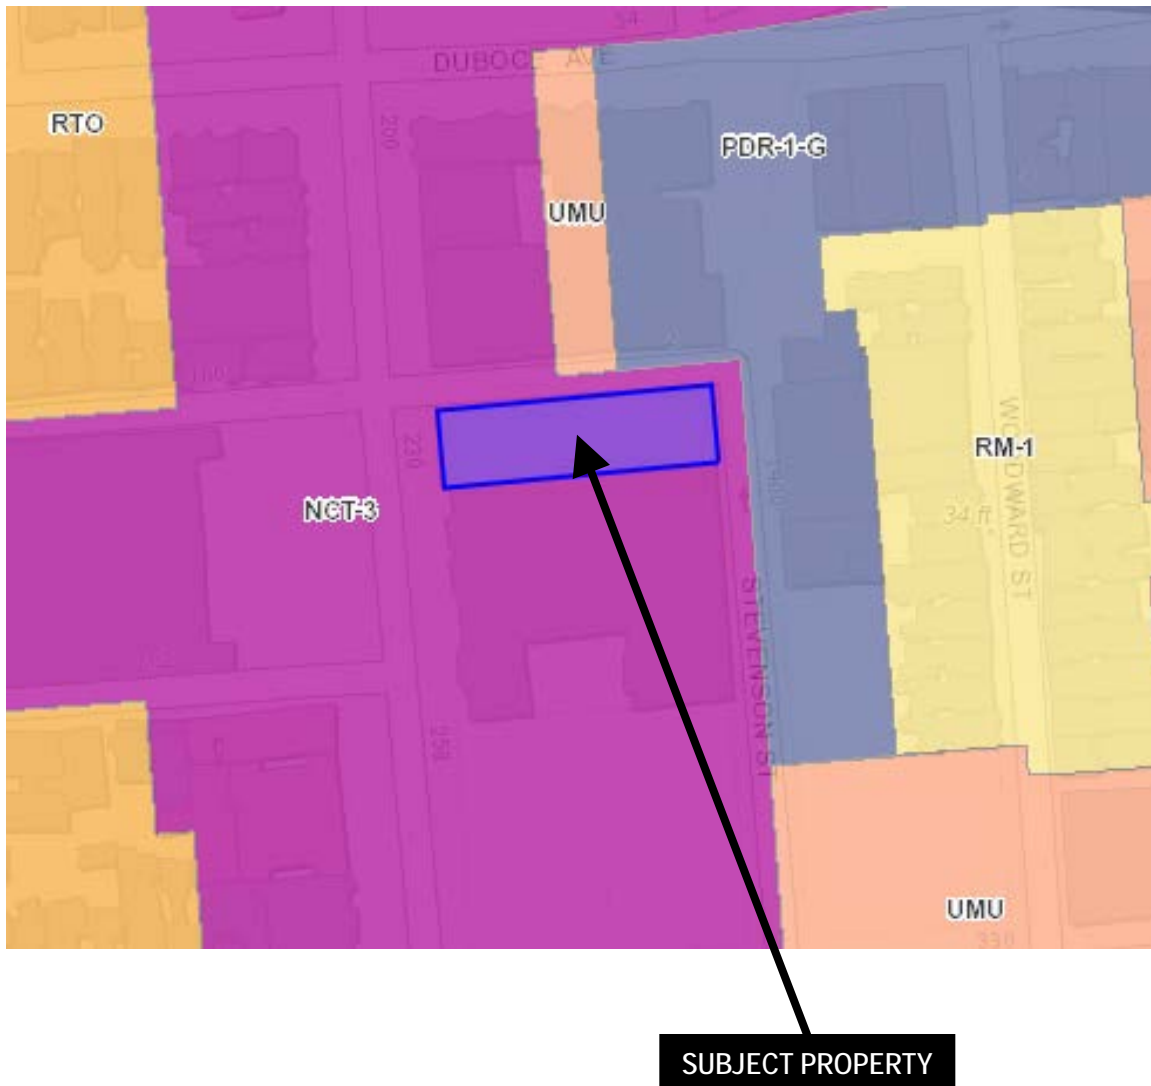 DUBOCE AVE
RTO
200
PDR-1-G
UMU
230
RM-1
NCT-3
34 ft
WOODWARD ST
STEVENSON ST
250
UMU
330
SUBJECT PROPERTY